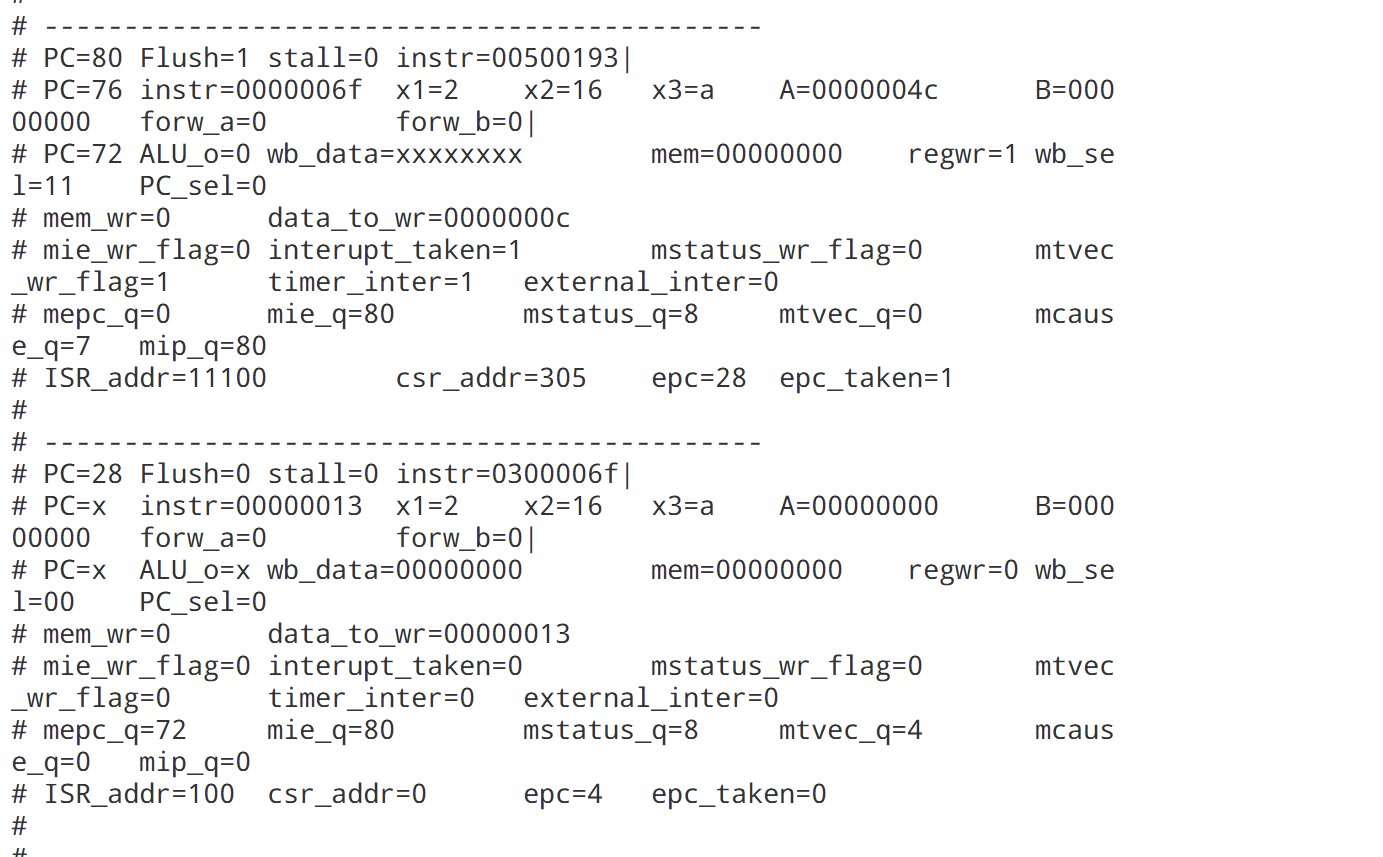 #
# ---------------------------------------------
# PC=80 Flush=1 stall=0 instr=00500193|
# PC=76 instr=0000006f  x1=2    x2=16   x3=a    A=0000004c      B=000
00000   forw_a=0        forw_b=0|
# PC=72 ALU_o=0 wb_data=xxxxxxxx        mem=00000000    regwr=1 wb_se
l=11    PC_sel=0
# mem_wr=0      data_to_wr=0000000c
# mie_wr_flag=0 interupt_taken=1        mstatus_wr_flag=0       mtvec
_wr_flag=1      timer_inter=1   external_inter=0
# mepc_q=0      mie_q=80        mstatus_q=8     mtvec_q=0       mcaus
e_q=7   mip_q=80
# ISR_addr=11100        csr_addr=305    epc=28  epc_taken=1
#
# ---------------------------------------------
# PC=28 Flush=0 stall=0 instr=0300006f|
# PC=x  instr=00000013  x1=2    x2=16   x3=a    A=00000000      B=000
00000   forw_a=0        forw_b=0|
# PC=x  ALU_o=x wb_data=00000000        mem=00000000    regwr=0 wb_se
l=00    PC_sel=0
# mem_wr=0      data_to_wr=00000013
# mie_wr_flag=0 interupt_taken=0        mstatus_wr_flag=0       mtvec
_wr_flag=0      timer_inter=0   external_inter=0
# mepc_q=72     mie_q=80        mstatus_q=8     mtvec_q=4       mcaus
e_q=0   mip_q=0
# ISR_addr=100  csr_addr=0      epc=4   epc_taken=0
#
#